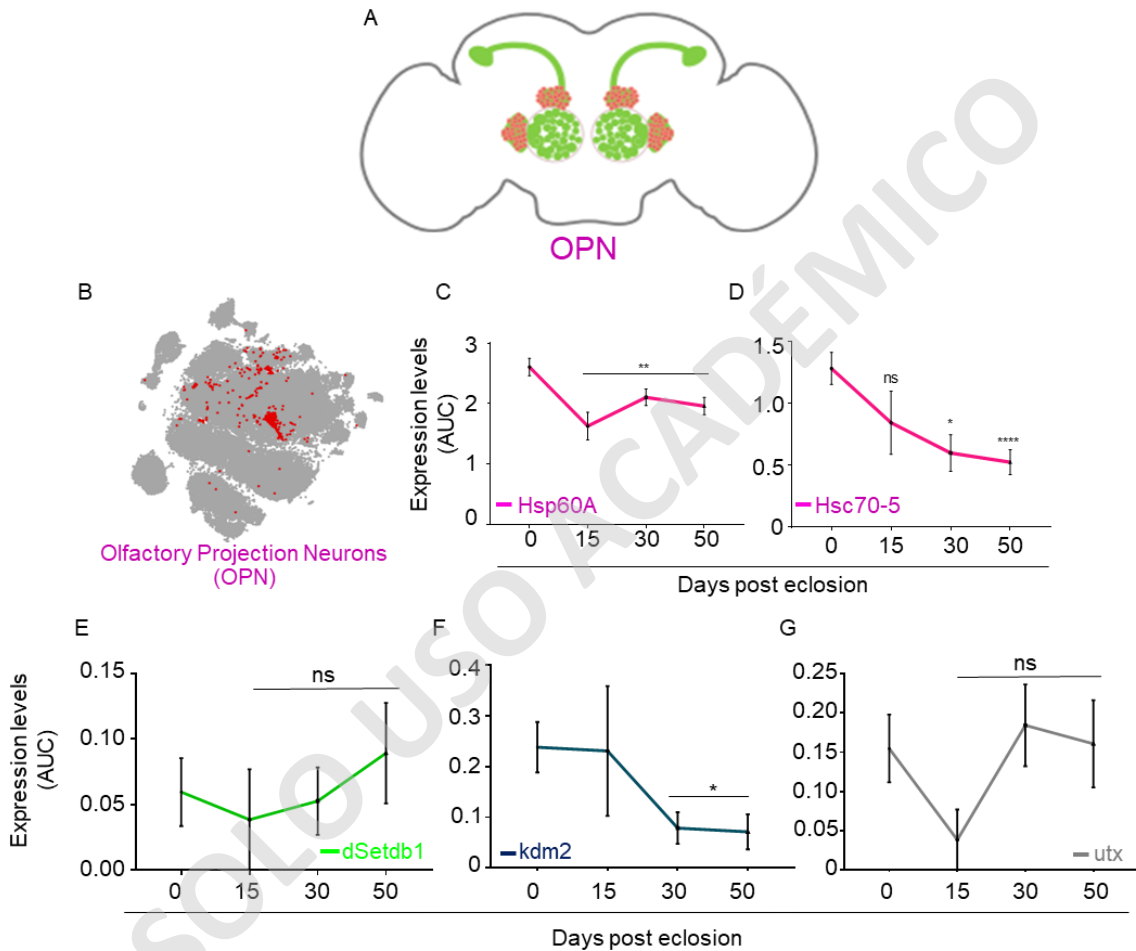 A
OPN
B
Olfactory Projection Neurons
(OPN)
C
Expression levels
(AUC)
3
2
1
0
**
Hsp60A
0 15 30 50
D
1.5
1.0
0.5
0
ns
*
****
Hsc70-5
0 15 30 50
Days post eclosion
E
Expression levels
(AUC)
0.15
0.10
0.05
0.00
ns
dSetdb1
0 15 30 50
F
0.4
0.3
0.2
0.1
0
*
kdm2
0 15 30 50
G
0.25
0.20
0.15
0.10
0.05
0
ns
utx
0 15 30 50
Days post eclosion
SOLO USO ACADÉMICO